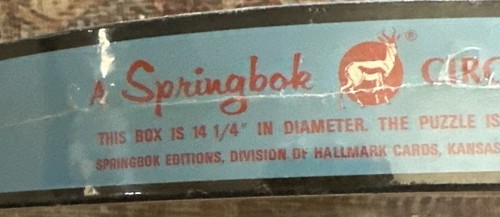 A Springbok ® CIRC
THIS BOX IS 14 1/4" IN DIAMETER. THE PUZZLE IS
SPRINGBOK EDITIONS, DIVISION OF HALLMARK CARDS, KANSAS